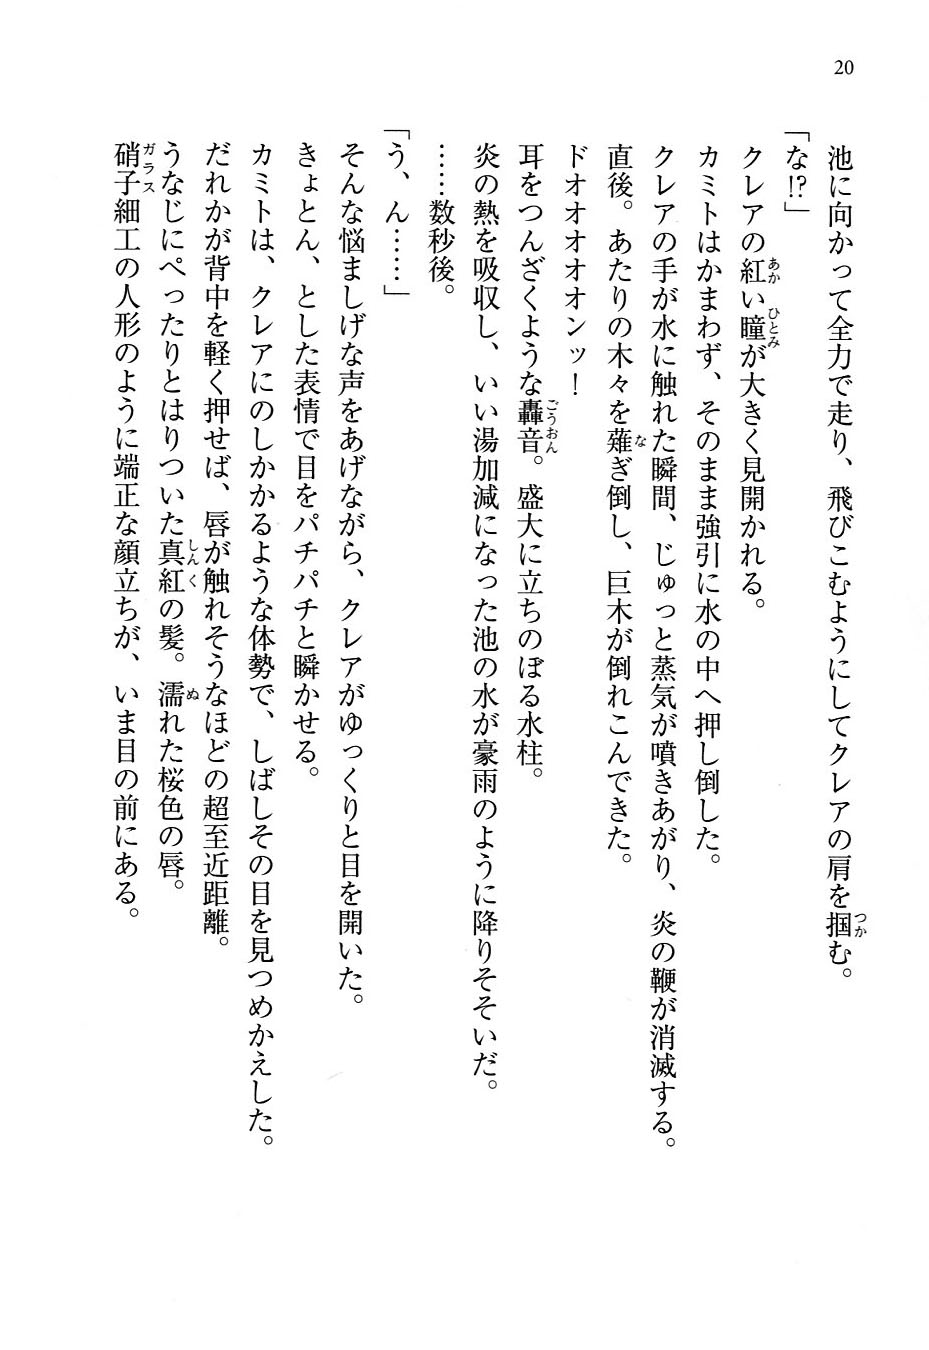 20
池に向かって全力で走り、飛びこむようにしてクレアの肩を掴む。
「な!?」
クレアの紅い瞳が大きく見開かれる。
カミトはかまわず、そのまま強引に水の中へ押し倒した。
クレアの手が水に触れた瞬間、じゅっと蒸気が噴きあがり、炎の鞭が消滅する。
直後。あたりの木々を薙ぎ倒し、巨木が倒れこんできた。
ドオオオオオンッ！
耳をつんざくような轟音。盛大に立ちのぼる水柱。
炎の熱を吸収し、いい湯加減になった池の水が豪雨のように降りそそいだ。
……数秒後。
「う、ん……」
そんな悩ましげな声をあげながら、クレアがゆっくりと目を開いた。
きょとん、とした表情で目をパチパチと瞬かせる。
カミトは、クレアにのしかかるような体勢で、しばしその目を見つめかえした。
だれかが背中を軽く押せば、唇が触れそうなほどの超至近距離。
うなじにぺったりとはりついた真紅の髪。濡れた桜色の唇。
硝子細工の人形のように端正な顔立ちが、いま目の前にある。